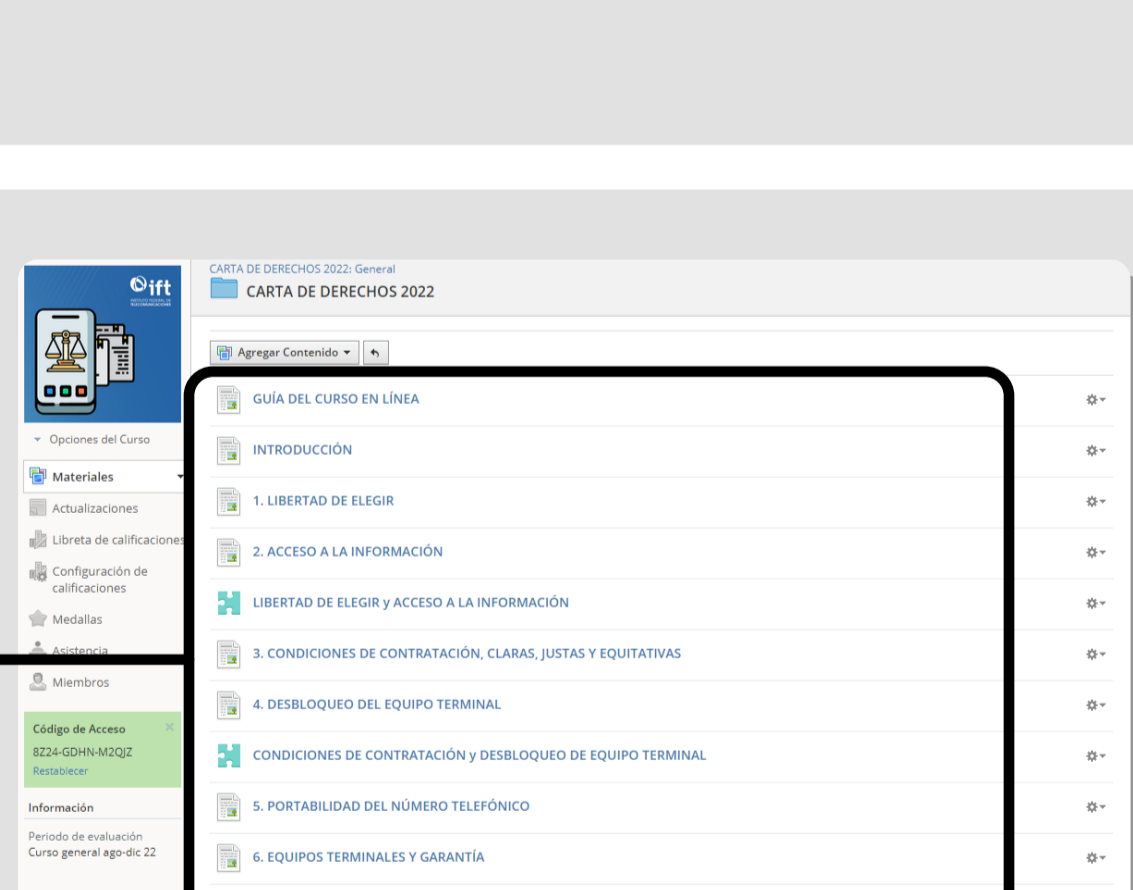 ift
INSTITUTO FEDERAL DE
TELECOMUNICACIONES
CARTA DE DERECHOS 2022: General
CARTA DE DERECHOS 2022
Agregar Contenido
Opciones del Curso
Materiales
Actualizaciones
Libreta de calificaciones
Configuración de
calificaciones
Medallas
Asistencia
Miembros
Código de Acceso
8Z24-GDHN-M2QJZ
Restablecer
Información
Periodo de evaluación
Curso general ago-dic 22
GUÍA DEL CURSO EN LÍNEA
INTRODUCCIÓN
1. LIBERTAD DE ELEGIR
2. ACCESO A LA INFORMACIÓN
LIBERTAD DE ELEGIR y ACCESO A LA INFORMACIÓN
3. CONDICIONES DE CONTRATACIÓN, CLARAS, JUSTAS Y EQUITATIVAS
4. DESBLOQUEO DEL EQUIPO TERMINAL
CONDICIONES DE CONTRATACIÓN y DESBLOQUEO DE EQUIPO TERMINAL
5. PORTABILIDAD DEL NÚMERO TELEFÓNICO
6. EQUIPOS TERMINALES Y GARANTÍA